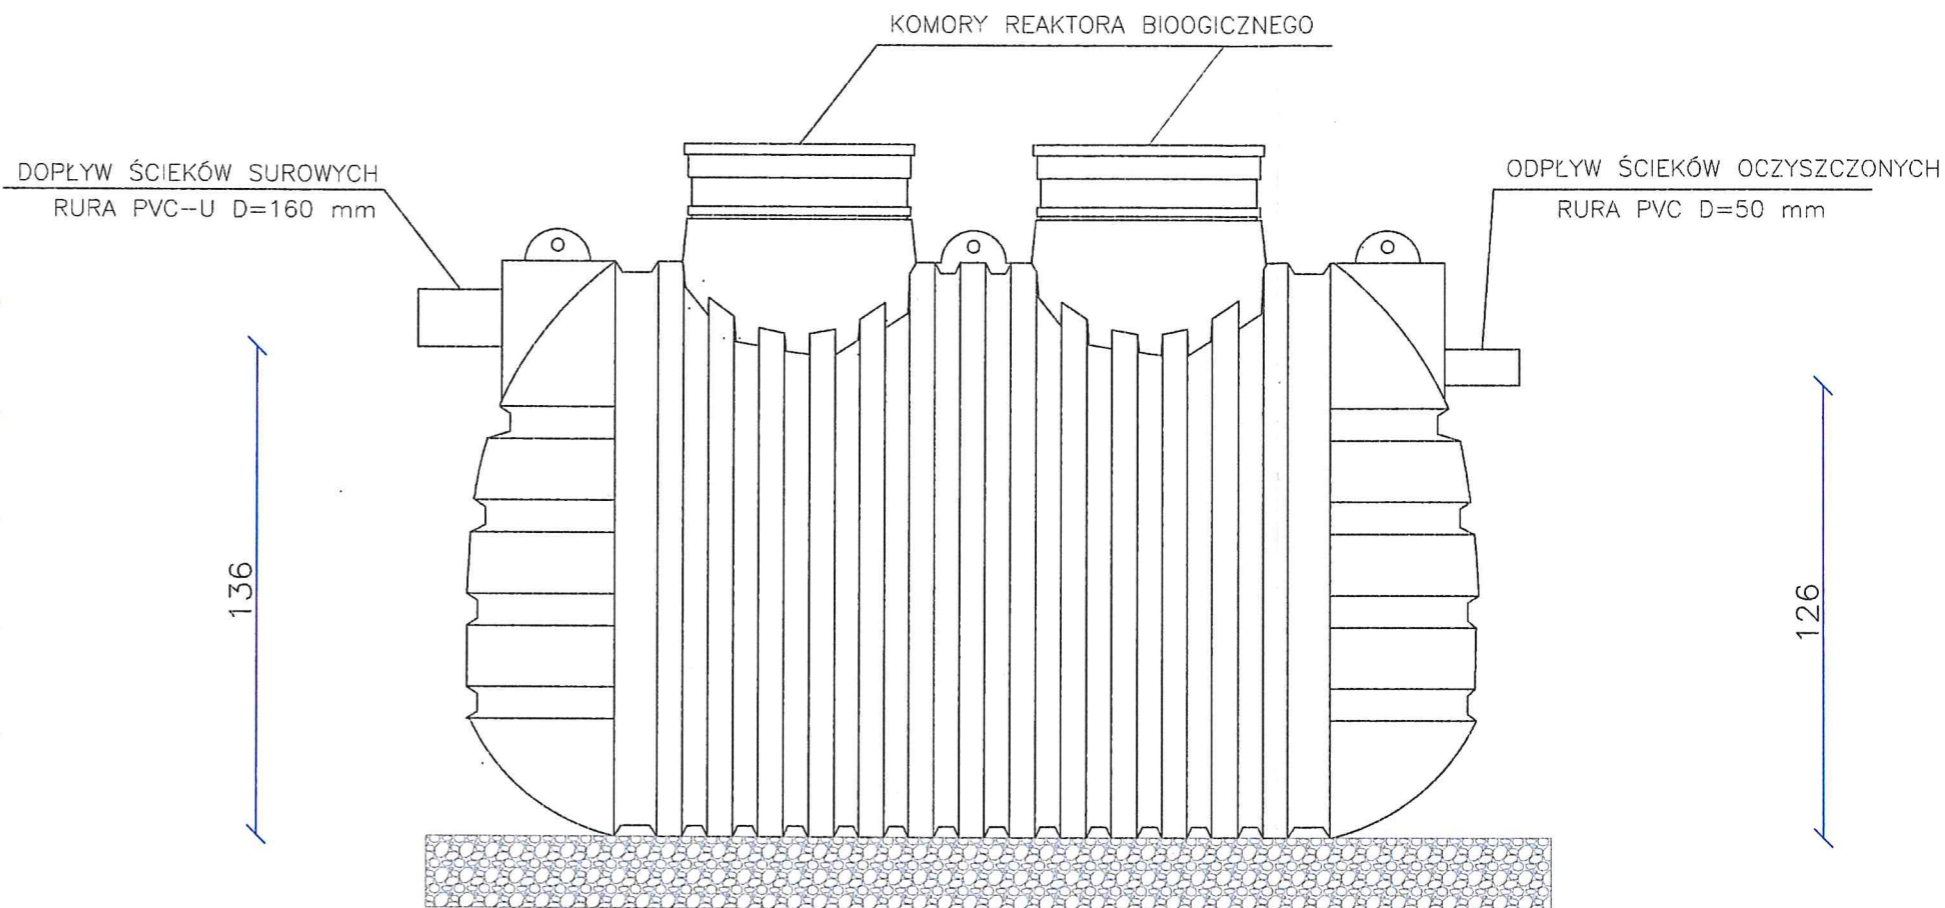 KOMORY REAKTORA BIOOGICZNEGO
DOPŁYW ŚCIEKÓW SUROWYCH
RURA PVC--U D=160 mm
ODPŁYW ŚCIEKÓW OCZYSZCZONYCH
RURA PVC D=50 mm
136
126